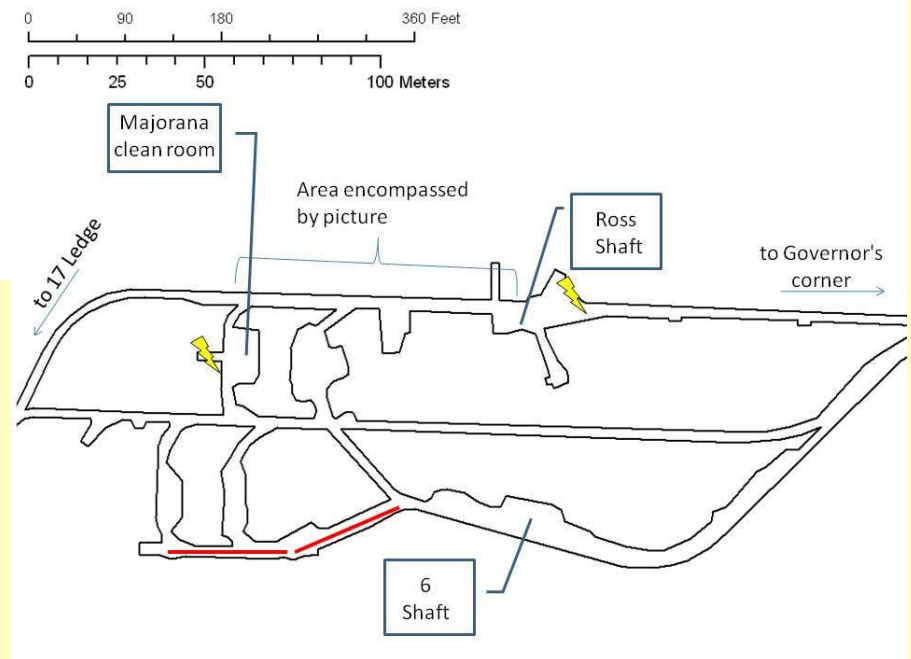 0 90 180 360 Feet
0 25 50 100 Meters
Majorana
clean room
Area encompassed
by picture
Ross
Shaft
to 17 Ledge
to Governor's
corner
6
Shaft